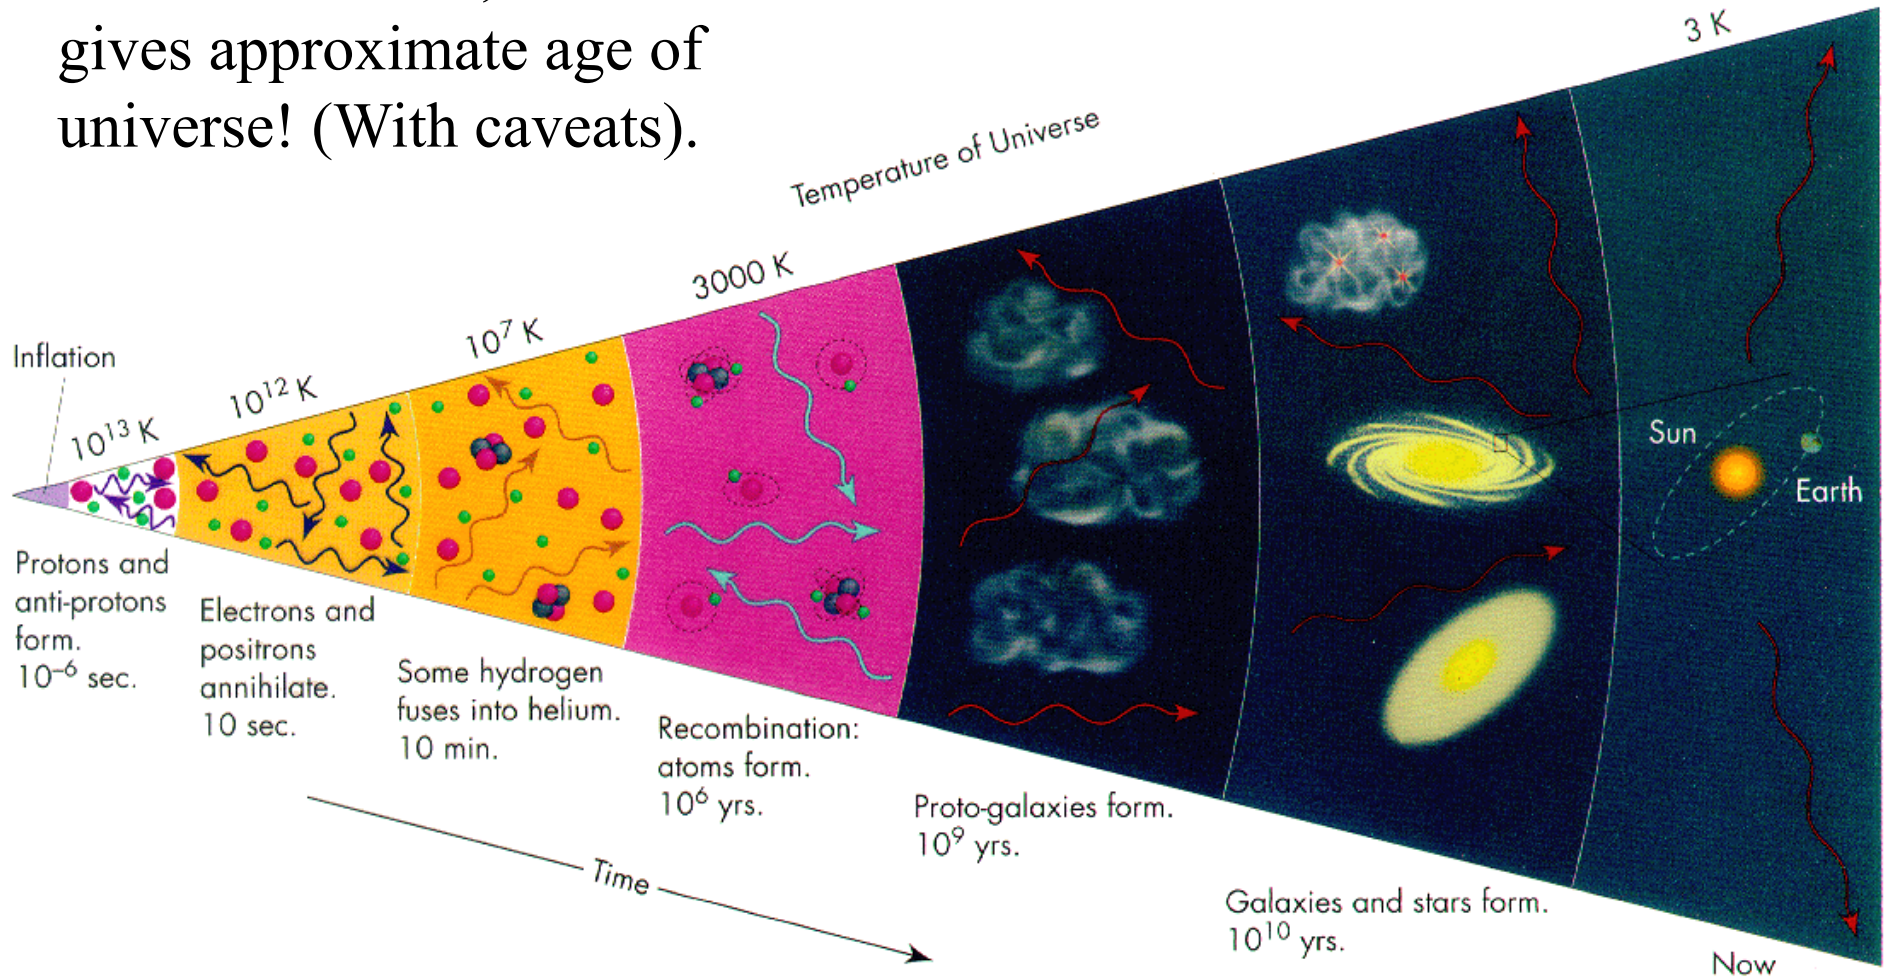 gives approximate age of
universe! (With caveats).
Temperature of Universe
Inflation
10¹³ K
10¹² K
10⁷ K
3000 K
3 K
Protons and
anti-protons
form.
10⁻⁶ sec.
Electrons and
positrons
annihilate.
10 sec.
Some hydrogen
fuses into helium.
10 min.
Recombination:
atoms form.
10⁶ yrs.
Proto-galaxies form.
10⁹ yrs.
Galaxies and stars form.
10¹⁰ yrs.
Sun
Earth
Time
Now